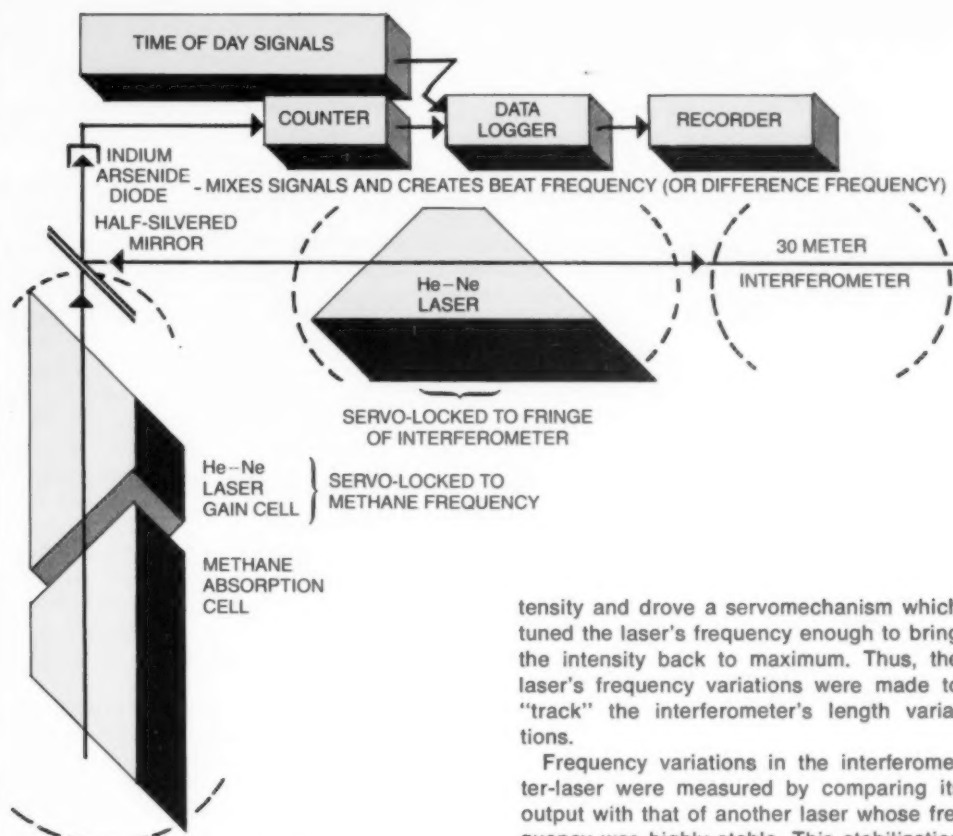 TIME OF DAY SIGNALS
COUNTER
DATA
LOGGER
RECORDER
INDIUM
ARSENIDE
DIODE
- MIXES SIGNALS AND CREATES BEAT FREQUENCY (OR DIFFERENCE FREQUENCY)
HALF-SILVERED
MIRROR
He–Ne
LASER
30 METER
INTERFEROMETER
SERVO-LOCKED TO FRINGE
OF INTERFEROMETER
He–Ne
LASER
GAIN CELL
SERVO-LOCKED TO
METHANE FREQUENCY
METHANE
ABSORPTION
CELL
tensity and drove a servomechanism which
tuned the laser's frequency enough to bring
the intensity back to maximum. Thus, the
laser's frequency variations were made to
"track" the interferometer's length varia
tions.
Frequency variations in the interferome
ter-laser were measured by comparing it
output with that of another laser whose fre